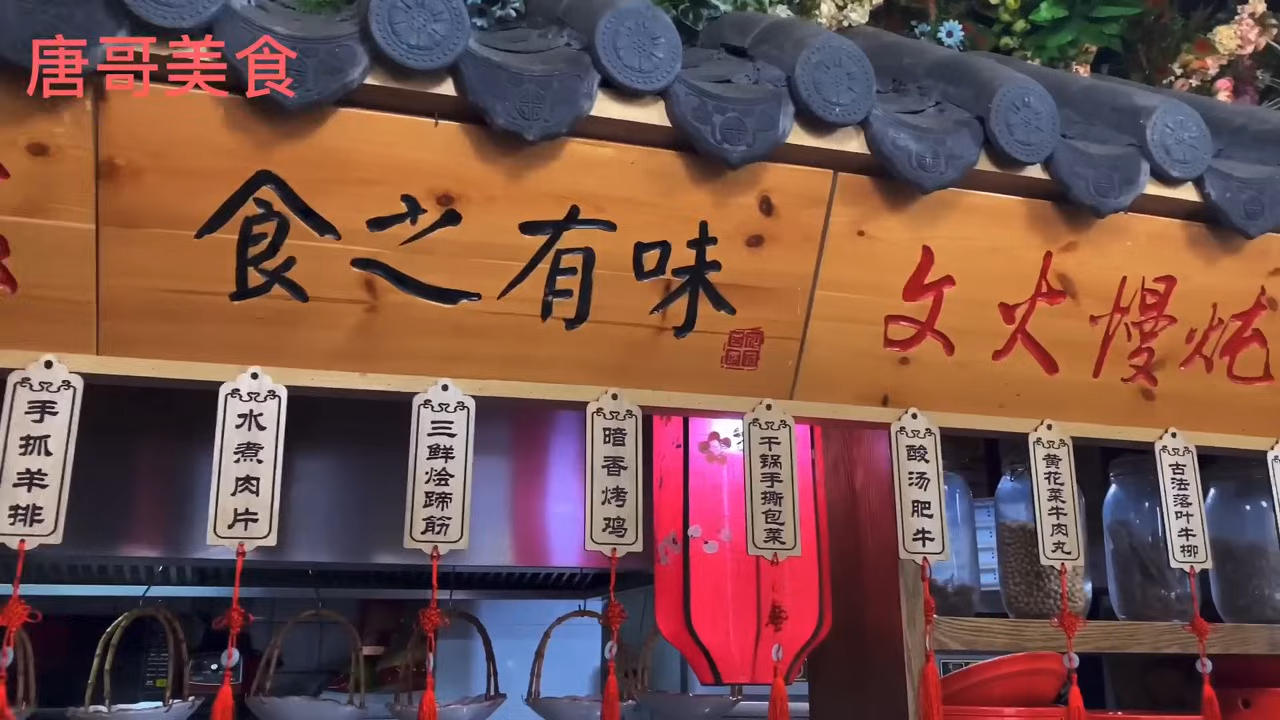 唐哥美食
食之有味
文火慢炖
手抓羊排
水煮肉片
三鲜烩蹄筋
暗香烤鸡
干锅手撕包菜
酸汤肥牛
黄花菜牛肉丸
古法落叶牛柳